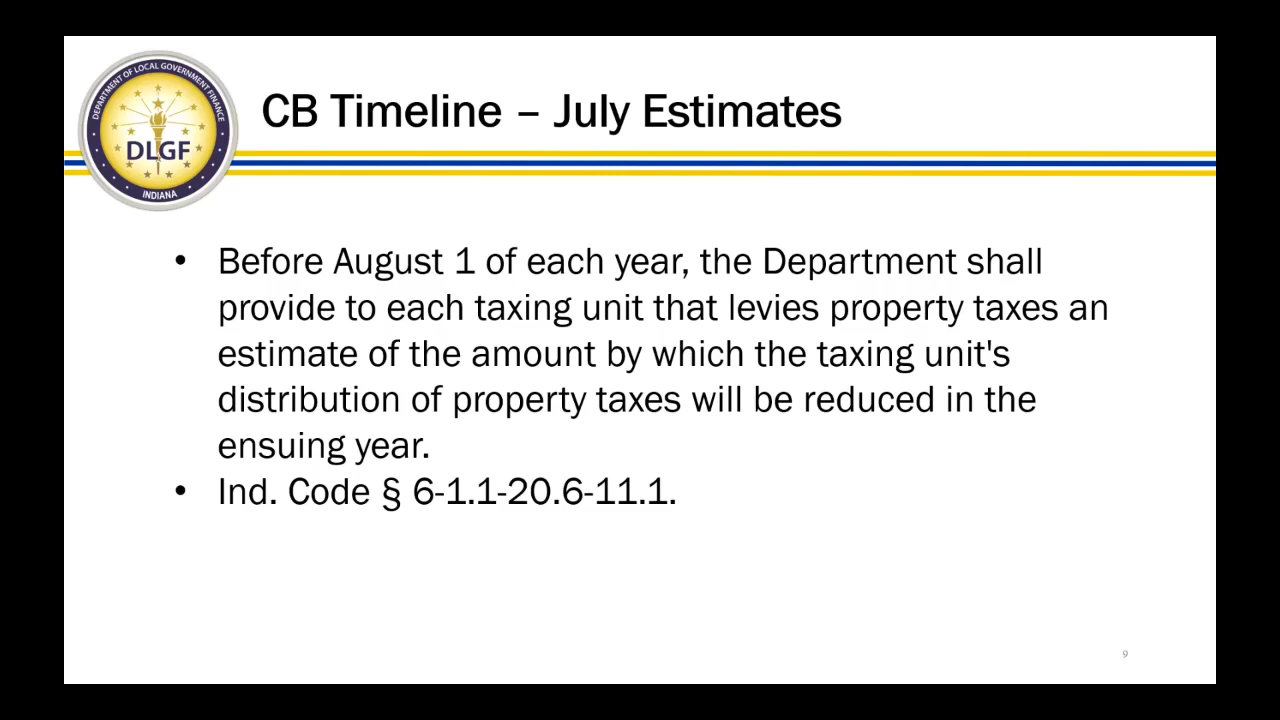 DEPARTMENT OF LOCAL GOVERNMENT FINANCE
DLGF
INDIANA
CB Timeline – July Estimates
• Before August 1 of each year, the Department shall
provide to each taxing unit that levies property taxes an
estimate of the amount by which the taxing unit's
distribution of property taxes will be reduced in the
ensuing year.
• Ind. Code § 6-1.1-20.6-11.1.
9